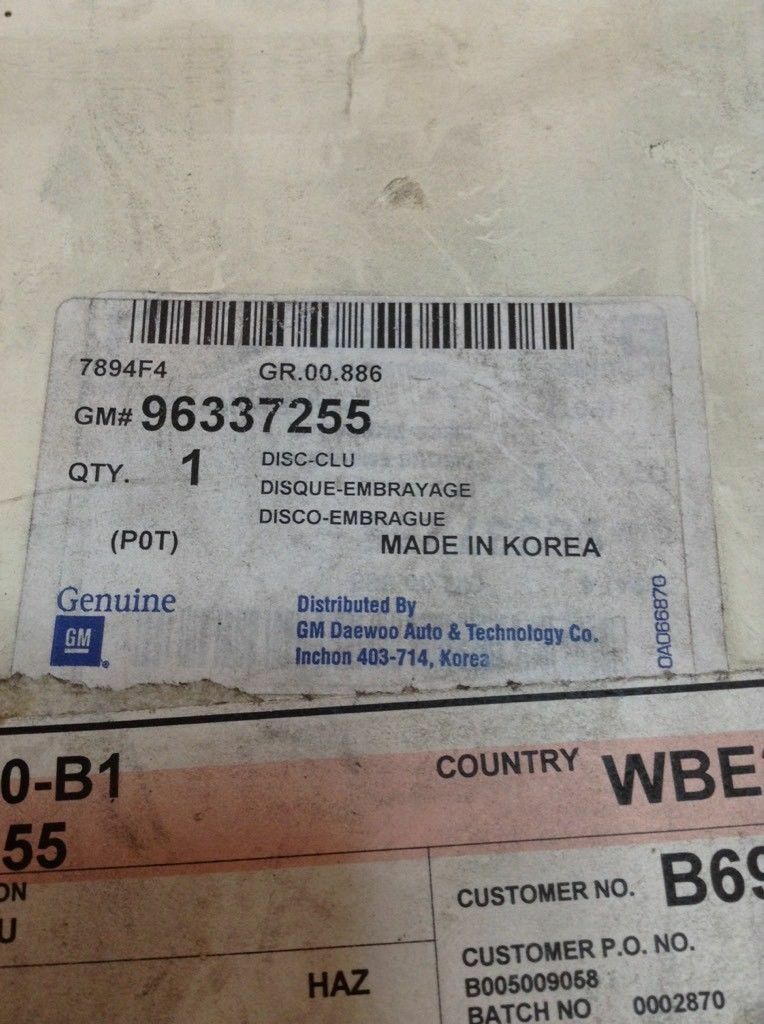 7894F4 GR.00.886
GM# 96337255
QTY. 1 DISC-CLU
DISQUE-EMBRAYAGE
DISCO-EMBRAGUE
(P0T) MADE IN KOREA
Genuine
GM
Distributed By
GM Daewoo Auto & Technology Co.
Inchon 403-714, Korea
0A066870
0-B1
55
ON
U
HAZ
COUNTRY WBE
CUSTOMER NO. B69
CUSTOMER P.O. NO.
B005009058
BATCH NO 0002870